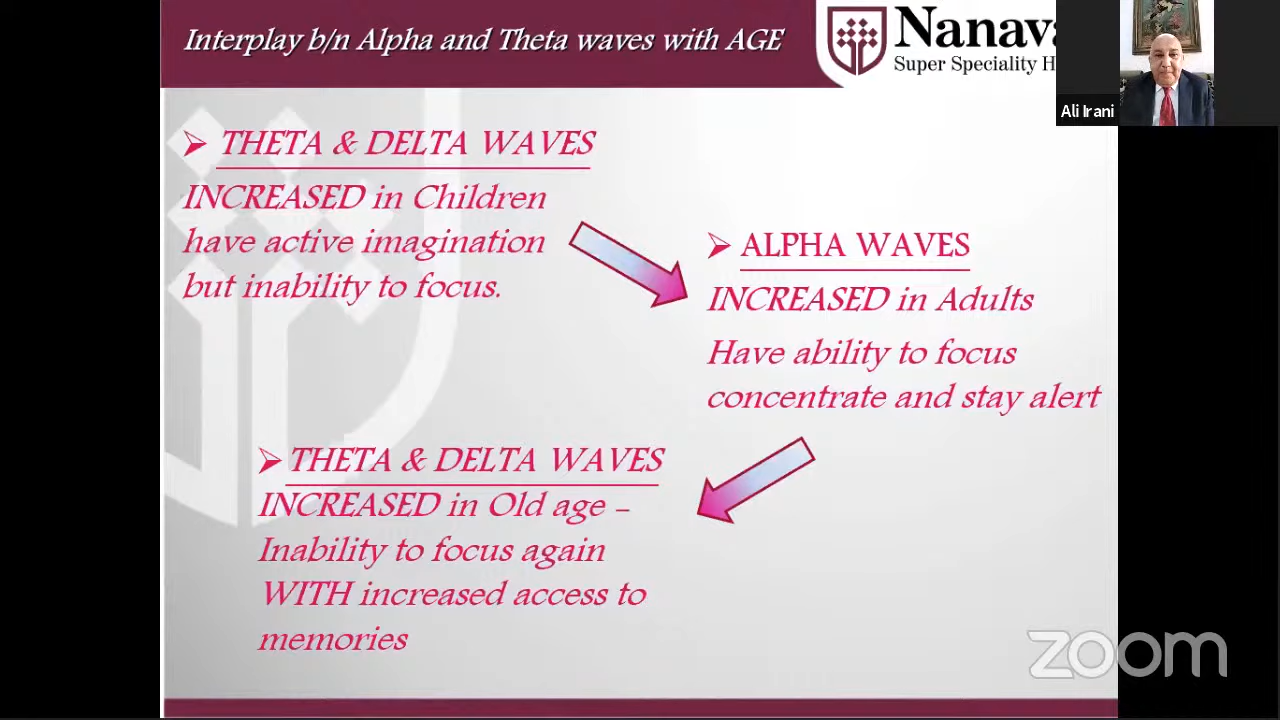 Interplay b/n Alpha and Theta waves with AGE
Super Speciality
Ali Irani
➢ THETA & DELTA WAVES
INCREASED in Children
have active imagination
but inability to focus.
➢ ALPHA WAVES
INCREASED in Adults
Have ability to focus
concentrate and stay alert
➢ THETA & DELTA WAVES
INCREASED in Old age –
Inability to focus again
WITH increased access to
memories
zoom